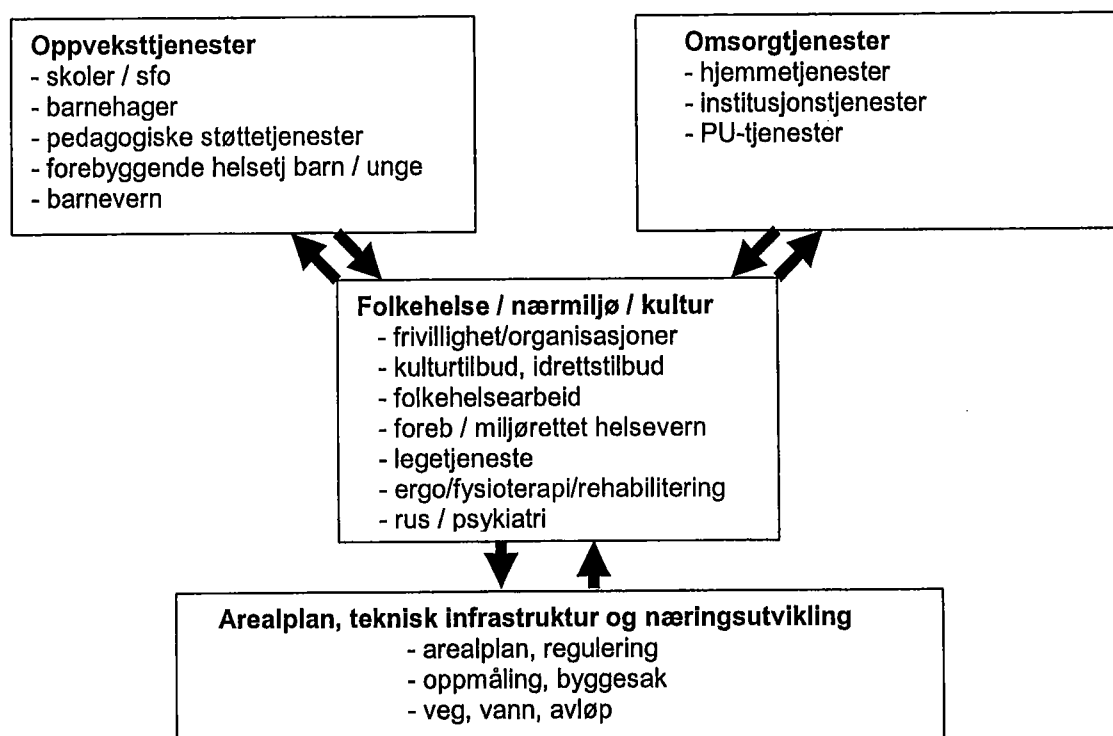 Oppveksttjenester
- skoler / sfo
- barnehager
- pedagogiske støttetjenester
- forebyggende helsetj barn / unge
- barnevern
Omsorgtjenester
- hjemmetjenester
- institusjonstjenester
- PU-tjenester
Folkehelse / nærmiljø / kultur
- frivillighet/organisasjoner
- kulturtilbud, idrettstilbud
- folkehelsearbeid
- foreb / miljørettet helsevern
- legetjeneste
- ergo/fysioterapi/rehabilitering
- rus / psykiatri
Arealplan, teknisk infrastruktur og næringsutvikling
- arealplan, regulering
- oppmåling, byggesak
- veg, vann, avløp